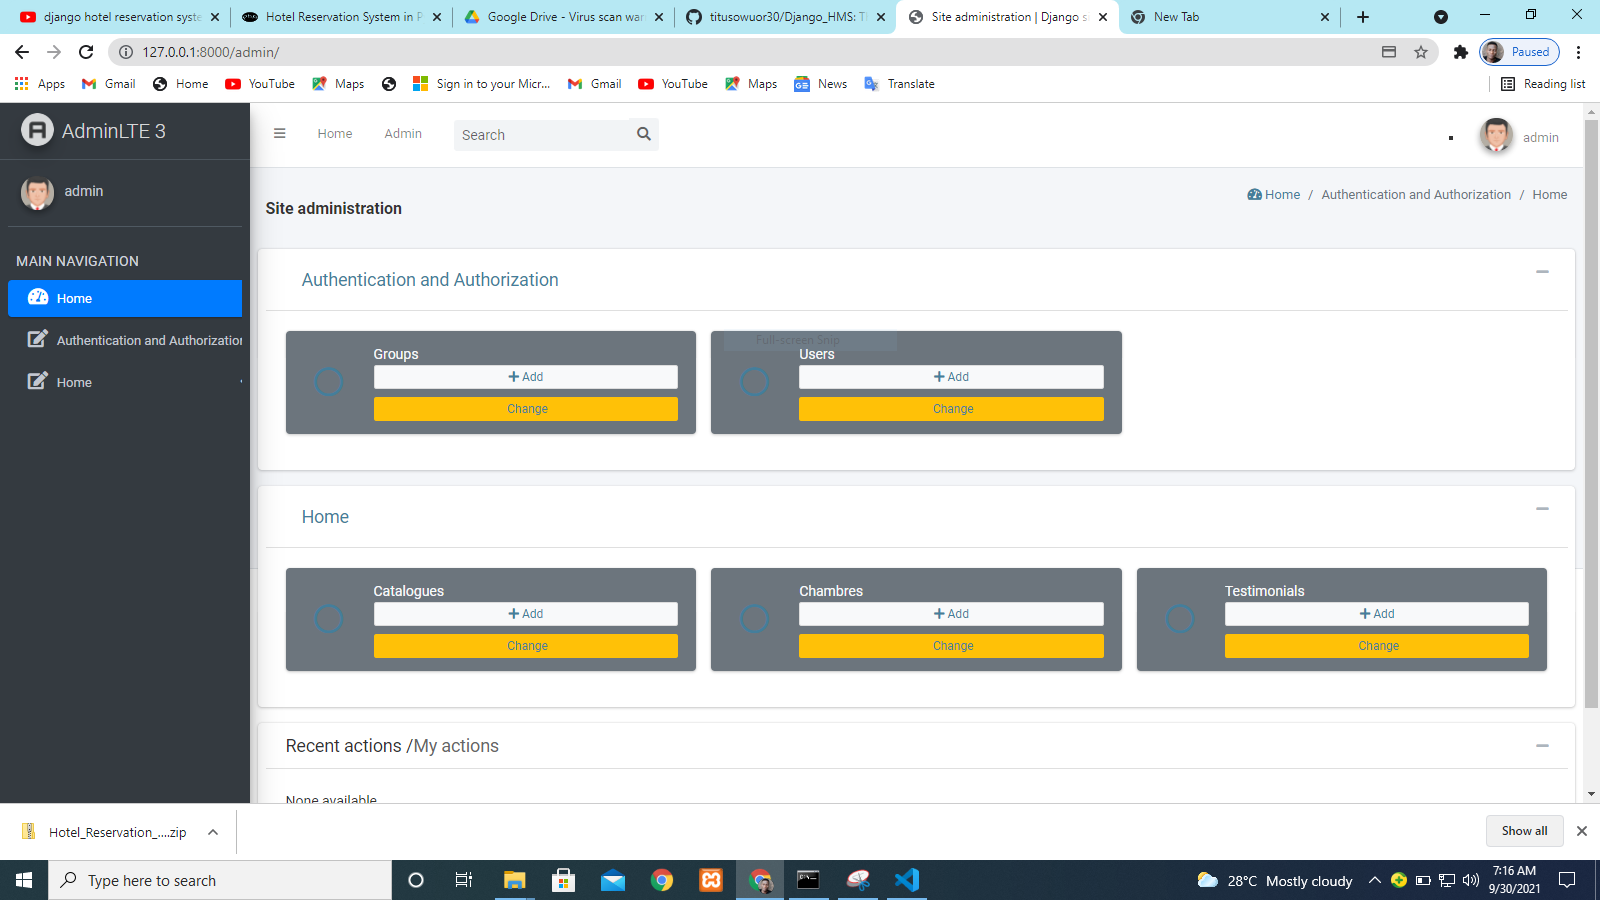 django hotel reservation syste
Hotel Reservation System in P
Google Drive - Virus scan war
titusowuor30/Django_HMS: Th
Site administration | Django si
New Tab
127.0.0.1:8000/admin/
Paused
Apps
Gmail
Home
YouTube
Maps
Sign in to your Micr...
Gmail
YouTube
Maps
News
Translate
Reading list
AdminLTE 3
Home
Admin
Search
admin
admin
Home / Authentication and Authorization / Home
Site administration
MAIN NAVIGATION
Home
Authentication and Authorization
Home
Authentication and Authorization
Full-screen Snip
Groups
Add
Change
Users
Add
Change
Home
Catalogues
Add
Change
Chambres
Add
Change
Testimonials
Add
Change
Recent actions /My actions
None available
Hotel_Reservation_....zip
Show all
Type here to search
28°C Mostly cloudy
7:16 AM
9/30/2021